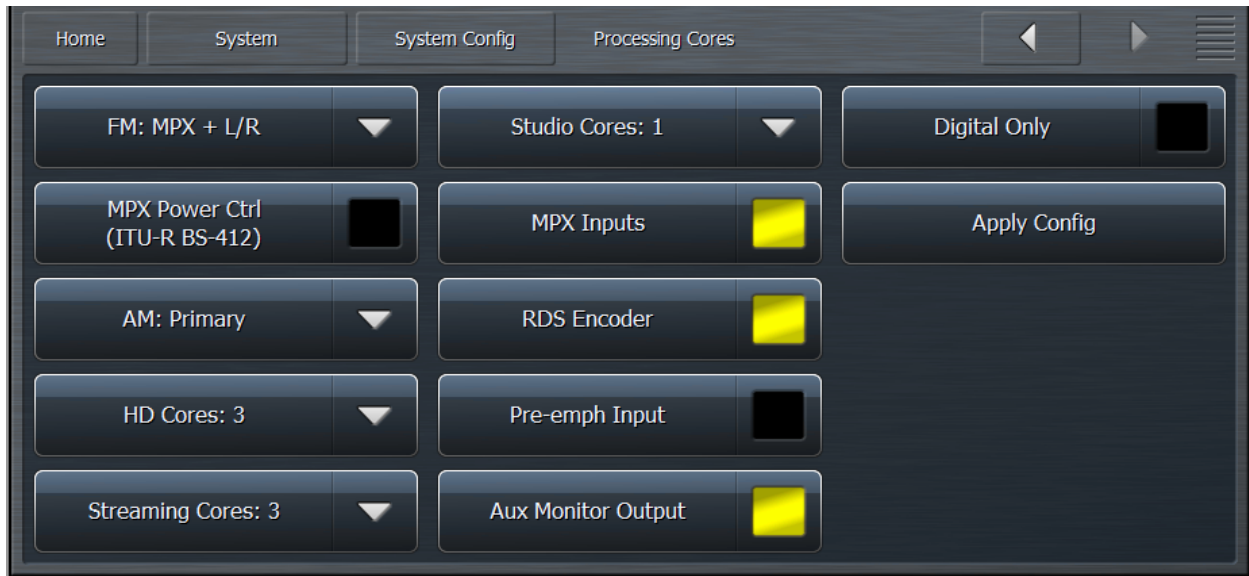 Home System System Config Processing Cores
FM: MPX + L/R
Studio Cores: 1
Digital Only
MPX Power Ctrl
(ITU-R BS-412)
MPX Inputs
Apply Config
AM: Primary
RDS Encoder
HD Cores: 3
Pre-emph Input
Streaming Cores: 3
Aux Monitor Output